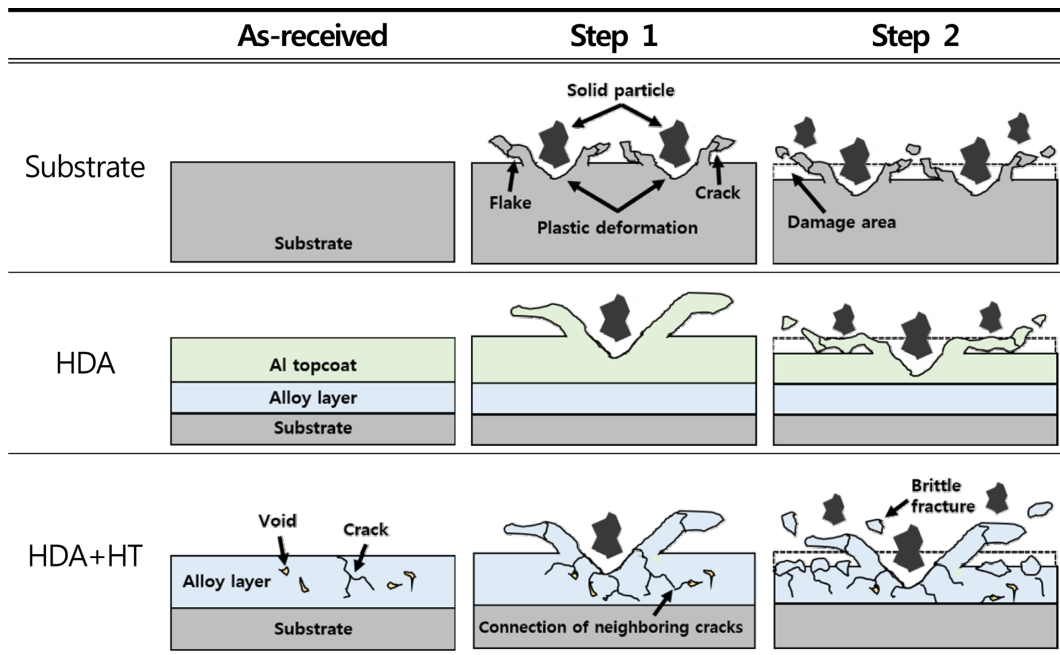 As-received
Step 1
Step 2
Substrate
Substrate
Solid particle
Flake
Crack
Plastic deformation
Damage area
HDA
Al topcoat
Alloy layer
Substrate
HDA+HT
Void
Crack
Alloy layer
Substrate
Connection of neighboring cracks
Brittle
fracture